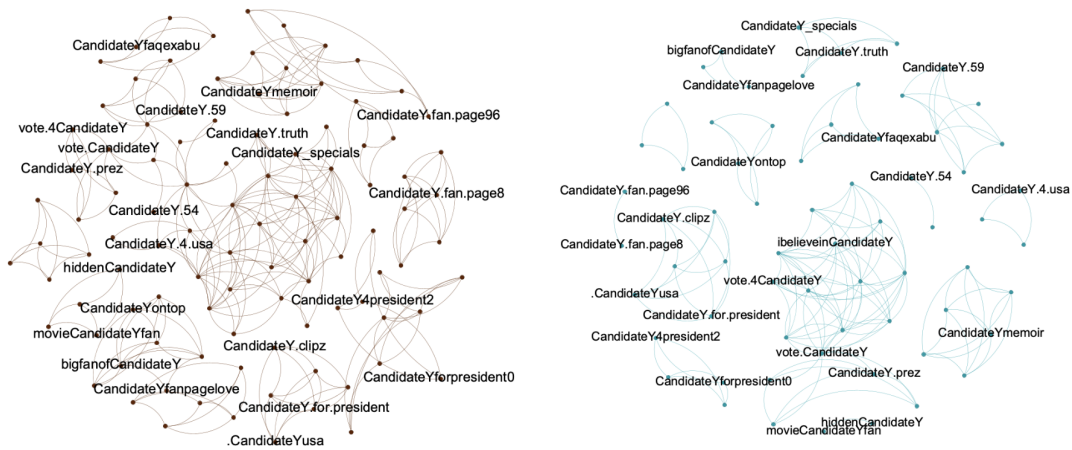 CandidateYfaqexabu
CandidateYmemoir
CandidateY.59
CandidateY.fan.page96
vote.4CandidateY
CandidateY.truth
vote.CandidateY
CandidateY_specials
CandidateY.prez
CandidateY.fan.page8
CandidateY.54
CandidateY.4.usa
hiddenCandidateY
CandidateY4president2
CandidateYontop
movieCandidateYfan
CandidateY.clipz
bigfanofCandidateY
CandidateYforpresident0
CandidateYfanpagelove
CandidateY.for.president
.CandidateYusa
CandidateY_specials
bigfanofCandidateY
CandidateY.truth
CandidateY.59
CandidateYfanpagelove
CandidateYfaqexabu
CandidateYontop
CandidateY.54
CandidateY.fan.page96
CandidateY.4.usa
CandidateY.clipz
CandidateY.fan.page8
ibelieveinCandidateY
vote.4CandidateY
.CandidateYusa
CandidateY.for.president
CandidateY4president2
CandidateYmemoir
vote.CandidateY
CandidateY.prez
CandidateYforpresident0
hiddenCandidateY
movieCandidateYfan